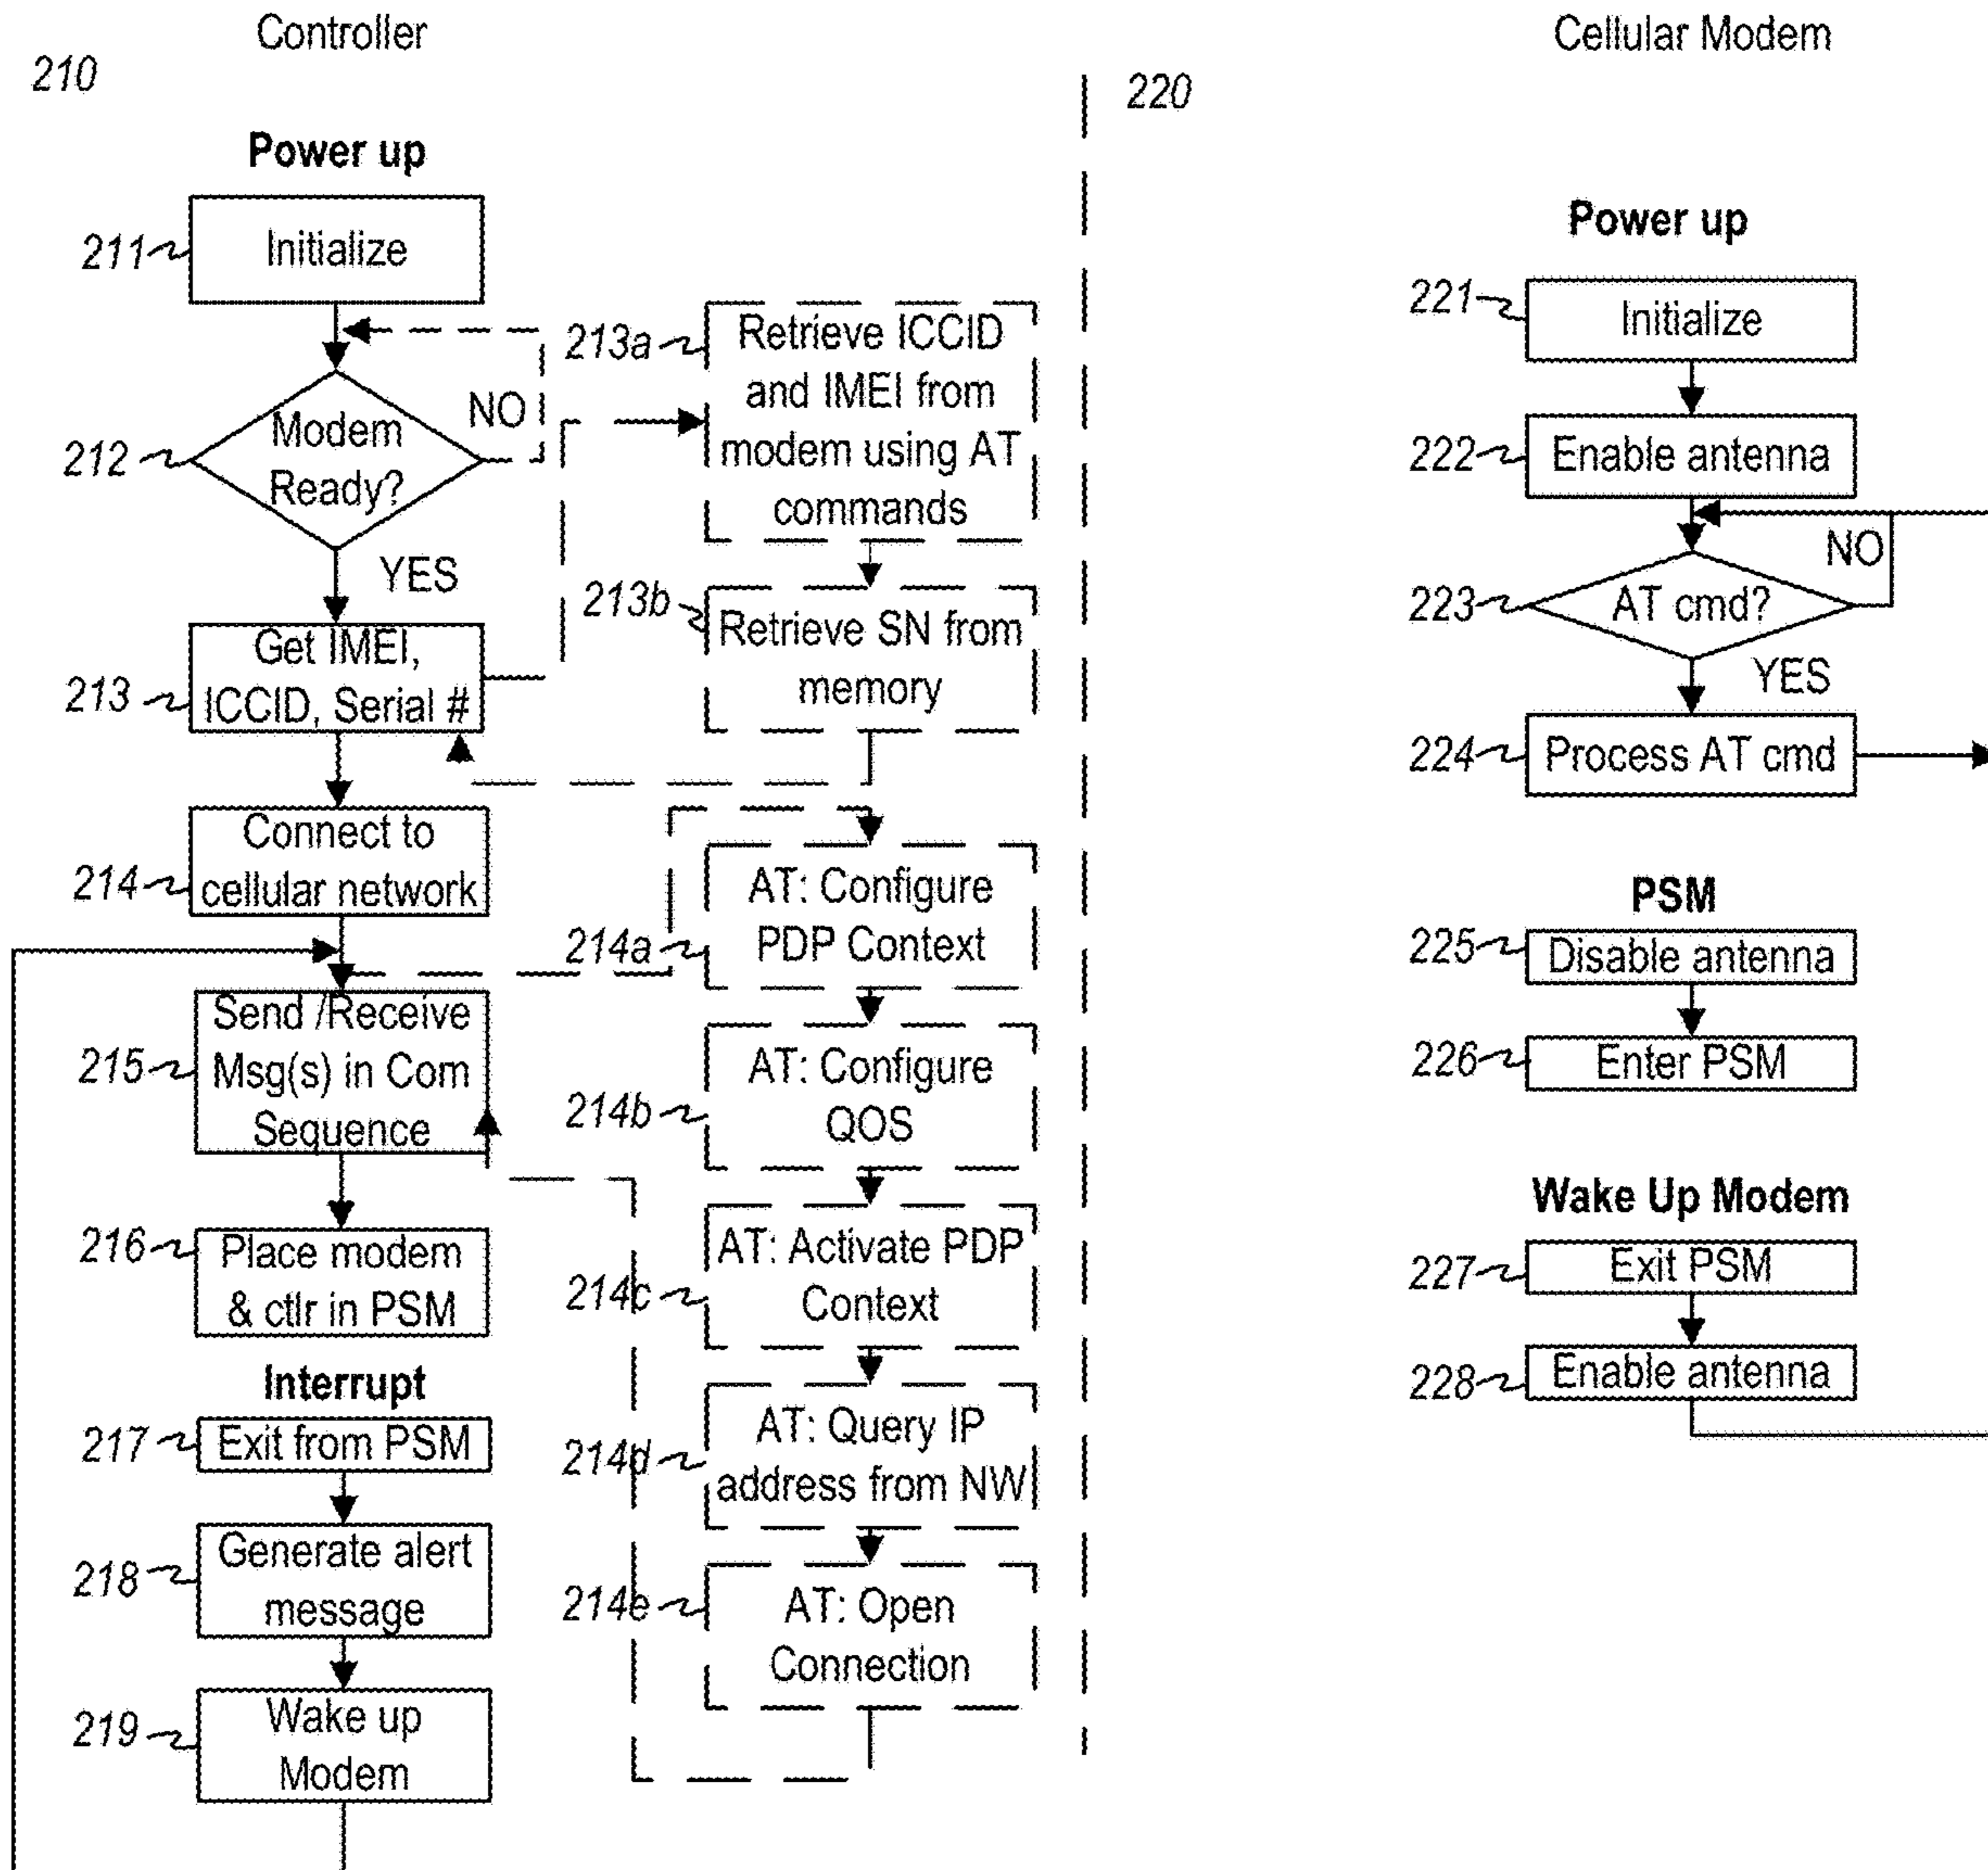 Controller
210
Power up
211
Initialize
212
Modem
Ready?
NO
YES
213
Get IMEI,
ICCID, Serial #
213a
Retrieve ICCID
and IMEI from
modem using AT
commands
213b
Retrieve SN from
memory
214
Connect to
cellular network
214a
AT: Configure
PDP Context
214b
AT: Configure
QOS
214c
AT: Activate PDP
Context
214d
AT: Query IP
address from NW
214e
AT: Open
Connection
215
Send /Receive
Msg(s) in Com
Sequence
216
Place modem
& ctlr in PSM
Interrupt
217
Exit from PSM
218
Generate alert
message
219
Wake up
Modem
Cellular Modem
220
Power up
221
Initialize
222
Enable antenna
223
AT cmd?
NO
YES
224
Process AT cmd
PSM
225
Disable antenna
226
Enter PSM
Wake Up Modem
227
Exit PSM
228
Enable antenna